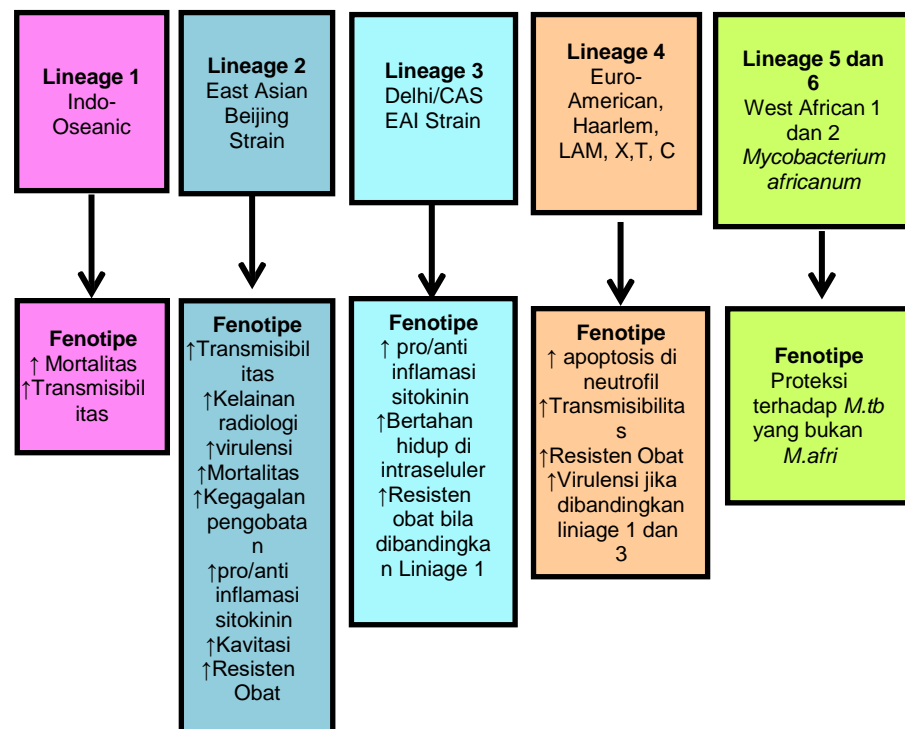 Lineage 1
Indo-
Oseanic
Lineage 2
East Asian
Beijing
Strain
Lineage 3
Delhi/CAS
EAI Strain
Lineage 4
Euro-
American,
Haarlem,
LAM, X,T, C
Lineage 5 dan
6
West African 1
dan 2
Mycobacterium
africanum
Fenotipe
↑ Mortalitas
↑Transmisibil
itas
Fenotipe
↑Transmisibil
itas
↑Kelainan
radiologi
↑virulensi
↑Mortalitas
↑Kegagalan
pengobata
n
↑pro/anti
inflamasi
sitokinin
↑Kavitasi
↑Resisten
Obat
Fenotipe
↑ pro/anti
inflamasi
sitokinin
↑Bertahan
hidup di
intraseluler
↑Resisten
obat bila
dibandingka
n Liniage 1
Fenotipe
↑ apoptosis di
neutrofil
↑Transmisibilita
s
↑Resisten Obat
↑Virulensi jika
dibandingkan
liniage 1 dan
3
Fenotipe
Proteksi
terhadap M.tb
yang bukan
M.afri